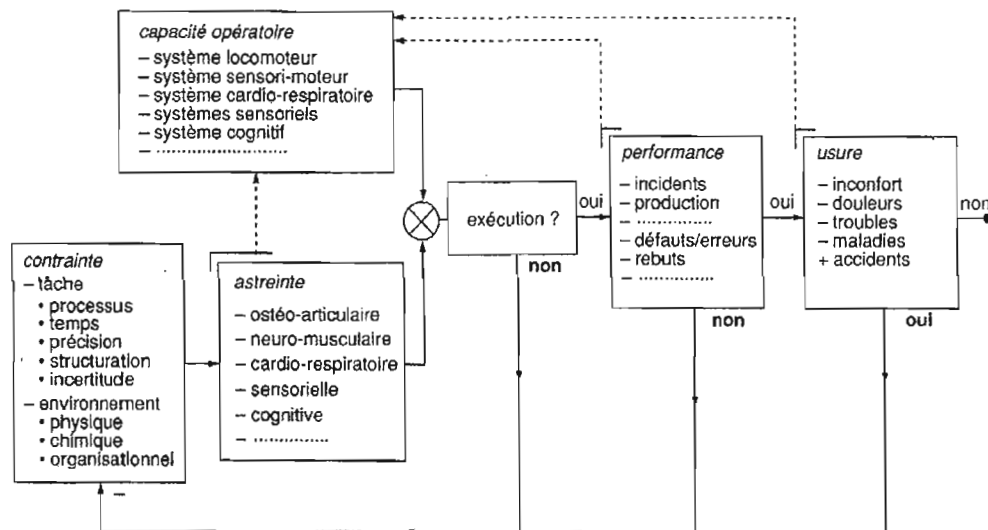 capacité opératoire
– système locomoteur
– système sensori-moteur
– système cardio-respiratoire
– systèmes sensoriels
– système cognitif
– ....................
contrainte
– tâche
• processus
• temps
• précision
• structuration
• incertitude
– environnement
• physique
• chimique
• organisationnel
–
astreinte
– ostéo-articulaire
– neuro-musculaire
– cardio-respiratoire
– sensorielle
– cognitive
– ...............
exécution ?
oui
non
performance
– incidents
– production
– ...............
– défauts/erreurs
– rebuts
– ...............
oui
non
usure
– inconfort
– douleurs
– troubles
– maladies
+ accidents
non
oui